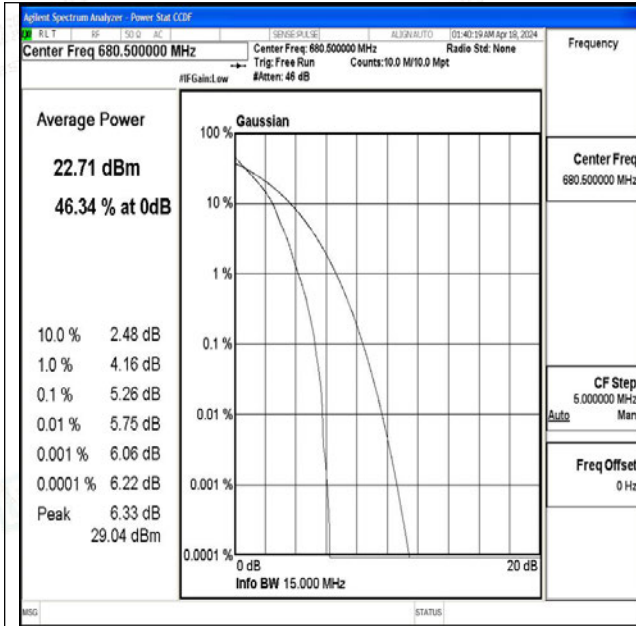 Agilent Spectrum Analyzer - Power Stat CCDF
RL T RF 50 Ω AC SENSE:PULSE ALIGN AUTO 01:40:19 AM Apr 18, 2024
Center Freq 680.500000 MHz
Center Freq: 680.500000 MHz Radio Std: None
Trig: Free Run Counts:10.0 M/10.0 Mpt
#IFGain:Low #Atten: 46 dB
Average Power
22.71 dBm
46.34 % at 0dB
10.0 % 2.48 dB
1.0 % 4.16 dB
0.1 % 5.26 dB
0.01 % 5.75 dB
0.001 % 6.06 dB
0.0001 % 6.22 dB
Peak 6.33 dB
29.04 dBm
Gaussian
100 %
10 %
1 %
0.1 %
0.01 %
0.001 %
0.0001 %
0 dB 20 dB
Info BW 15.000 MHz
Frequency
Center Freq
680.500000 MHz
CF Step
5.000000 MHz
Auto Man
Freq Offset
0 Hz
MSG STATUS